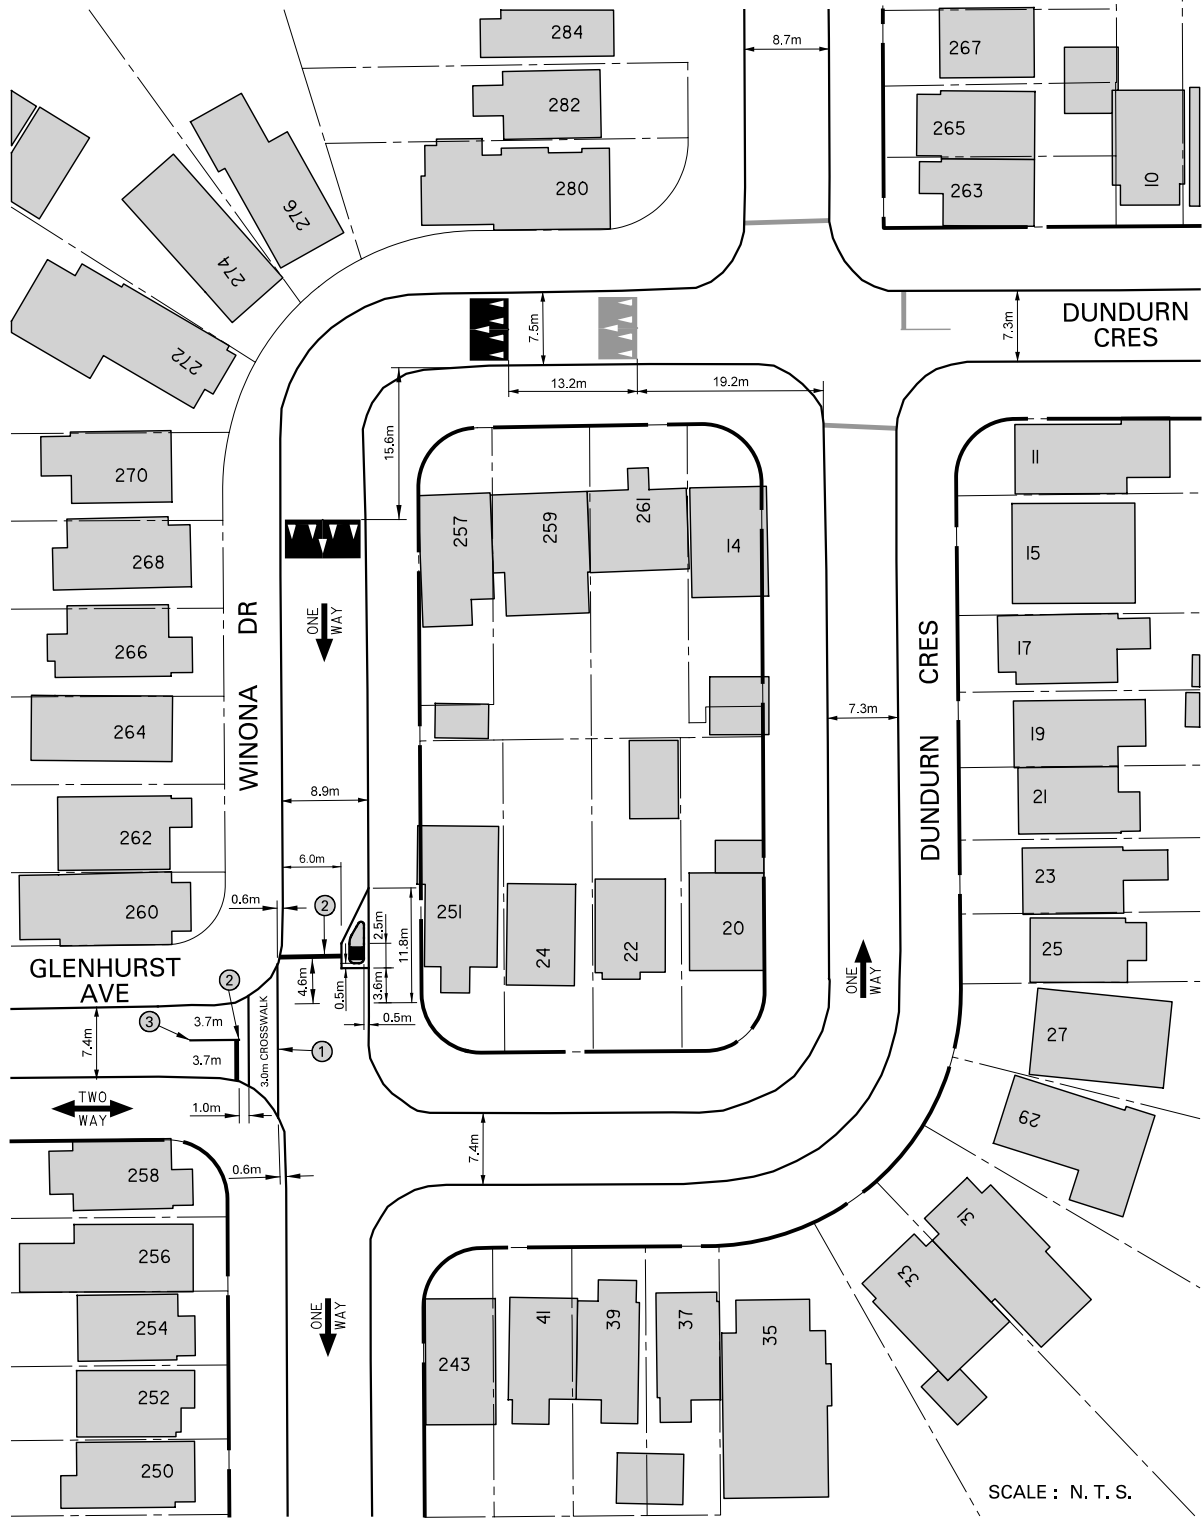 284
8.7m
267
282
265
10
280
263
276
274
DUNDURN
CRES
7.5m
7.3m
272
13.2m
19.2m
15.6m
270
11
257
259
261
14
268
15
ONE
WAY
WINONA DR
266
17
DUNDURN CRES
264
7.3m
19
8.9m
21
262
6.0m
23
0.6m
2
2.5m
260
251
11.8m
24
22
20
25
GLENHURST
AVE
4.6m
0.5m
3.6m
ONE
WAY
2
3
3.7m
0.5m
27
7.4m
3.7m
3.0m CROSSWALK
1
TWO
WAY
1.0m
29
7.4m
258
0.6m
31
256
33
ONE
WAY
254
41
39
37
35
243
252
250
SCALE : N. T. S.